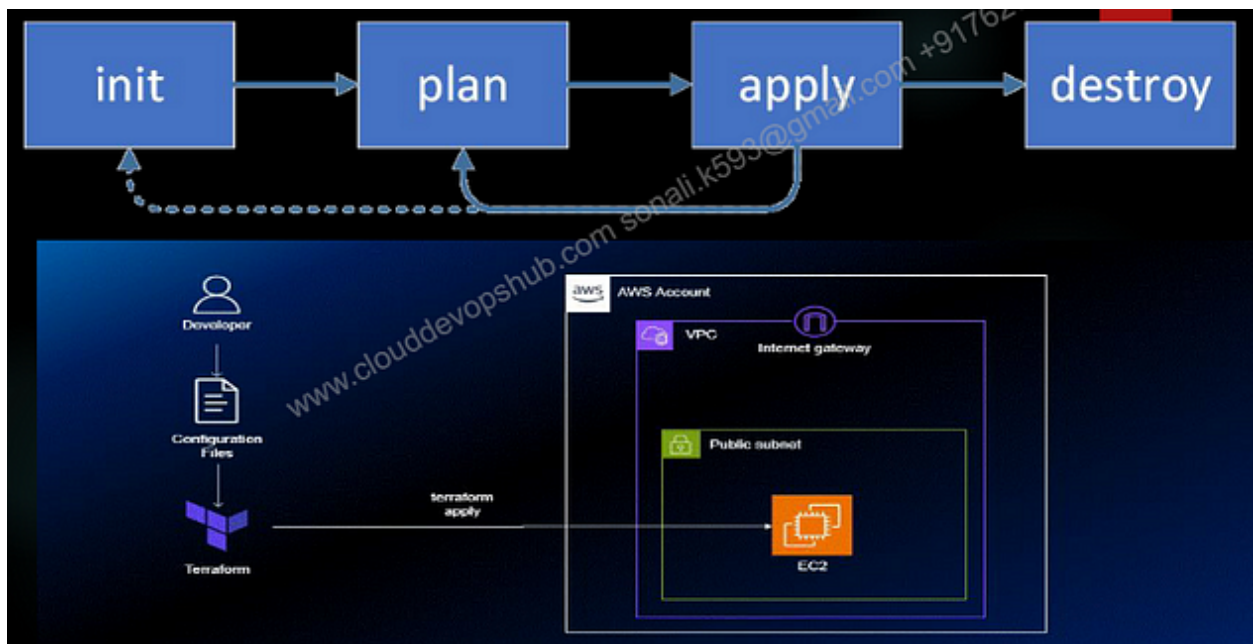 init
plan
apply
destroy
www.clouddevopshub.com sonali.k593@gmail.com +91762
Developer
Configuration
Files
Terraform
terraform
apply
aws
AWS Account
VPC
Internet gateway
Public subnet
EC2